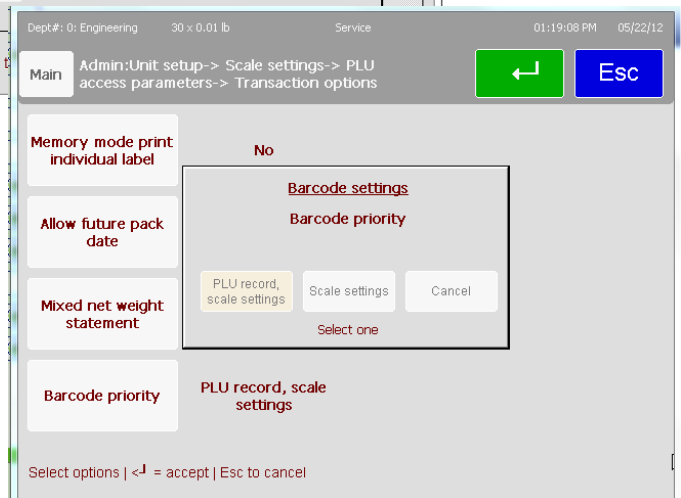 Dept#: 0: Engineering 30 x 0.01 lb Service 01:19:08 PM 05/22/12
Main
Admin:Unit setup-> Scale settings-> PLU
access parameters-> Transaction options
Esc
Memory mode print
individual label
No
Allow future pack
date
Mixed net weight
statement
Barcode priority
PLU record, scale
settings
Barcode settings
Barcode priority
PLU record,
scale settings
Scale settings
Cancel
Select one
Select options | <┘ = accept | Esc to cancel